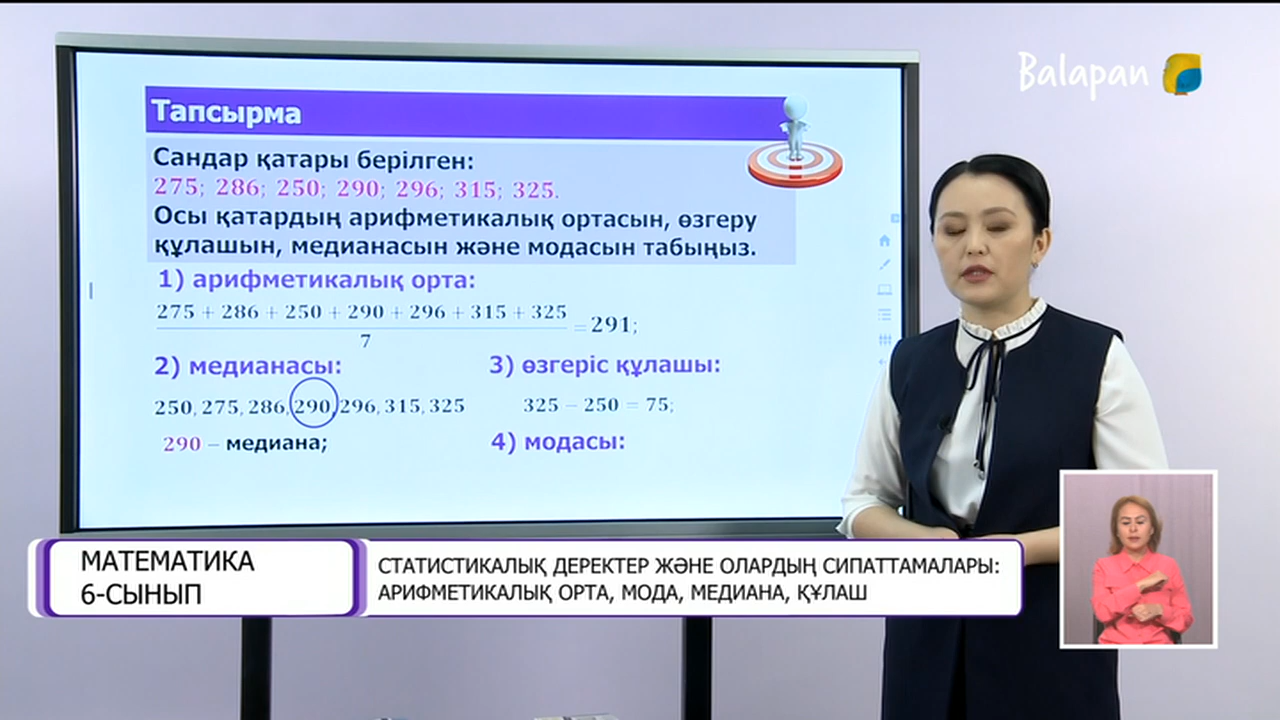 Balapan
Тапсырма
Сандар қатары берілген:
275; 286; 250; 290; 296; 315; 325.
Осы қатардың арифметикалық ортасын, өзгеру
құлашын, медианасын және модасын табыңыз.
1) арифметикалық орта:
275 + 286 + 250 + 290 + 296 + 315 + 325
7
= 291;
2) медианасы:
250, 275, 286, 290, 296, 315, 325
290 – медиана;
3) өзгеріс құлашы:
325 – 250 = 75;
4) модасы:
МАТЕМАТИКА
6-СЫНЫП
СТАТИСТИКАЛЫҚ ДЕРЕКТЕР ЖӘНЕ ОЛАРДЫҢ СИПАТТАМАЛАРЫ:
АРИФМЕТИКАЛЫҚ ОРТА, МОДА, МЕДИАНА, ҚҰЛАШ